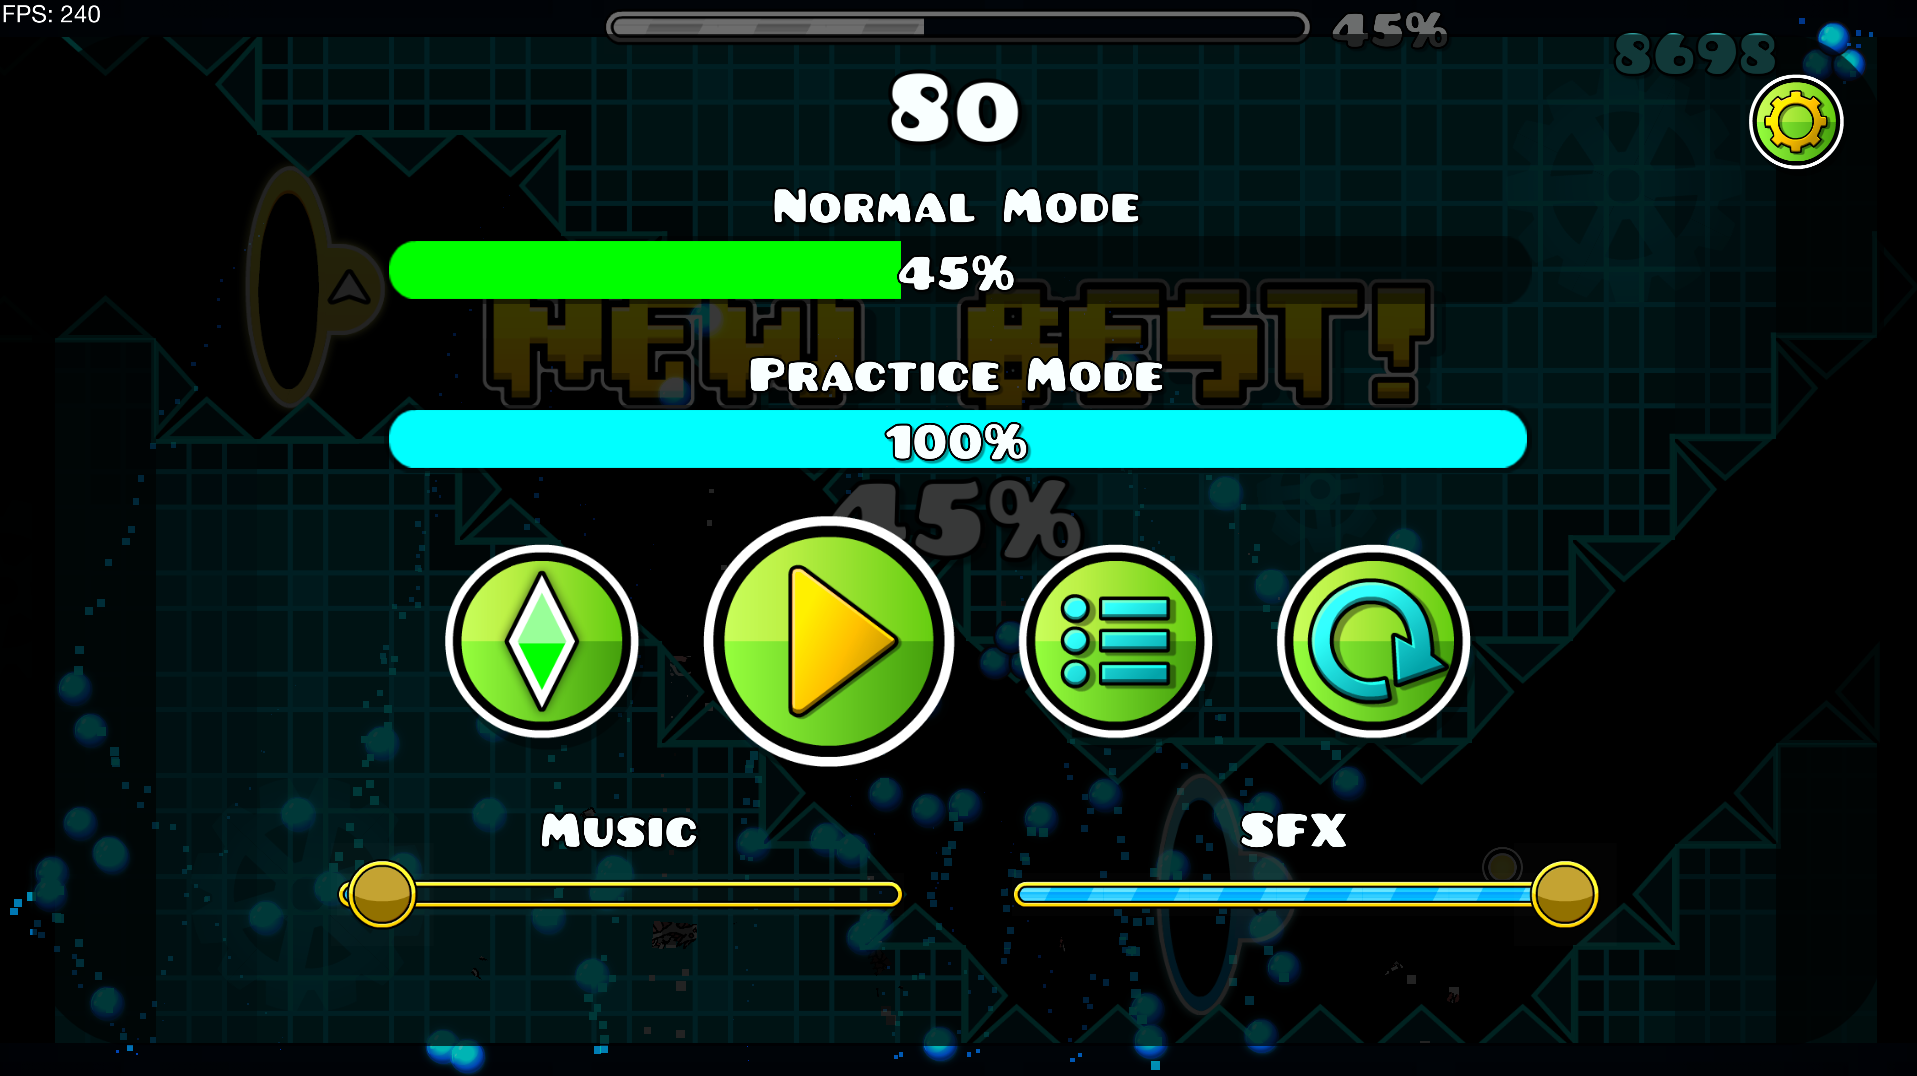 FPS: 240
45%
8698
80
Normal Mode
45%
NEW BEST!
Practice Mode
100%
45%
Music
SFX